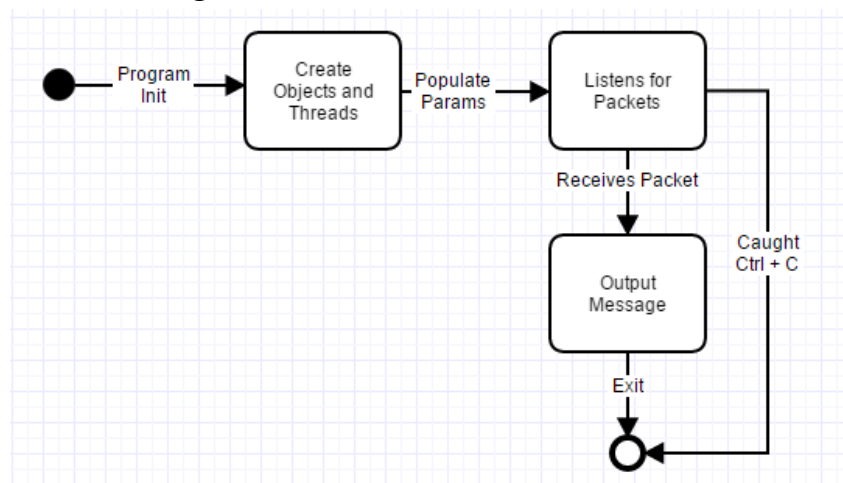 Program
Init
Create
Objects and
Threads
Populate
Params
Listens for
Packets
Receives Packet
Caught
Ctrl + C
Output
Message
Exit